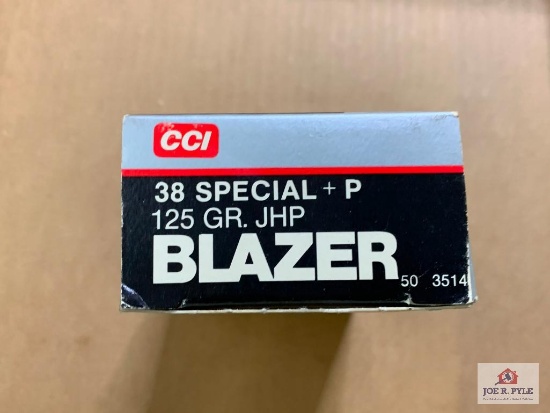 CCI
38 SPECIAL + P
125 GR. JHP
BLAZER
50 3514
JOE R. PYLE